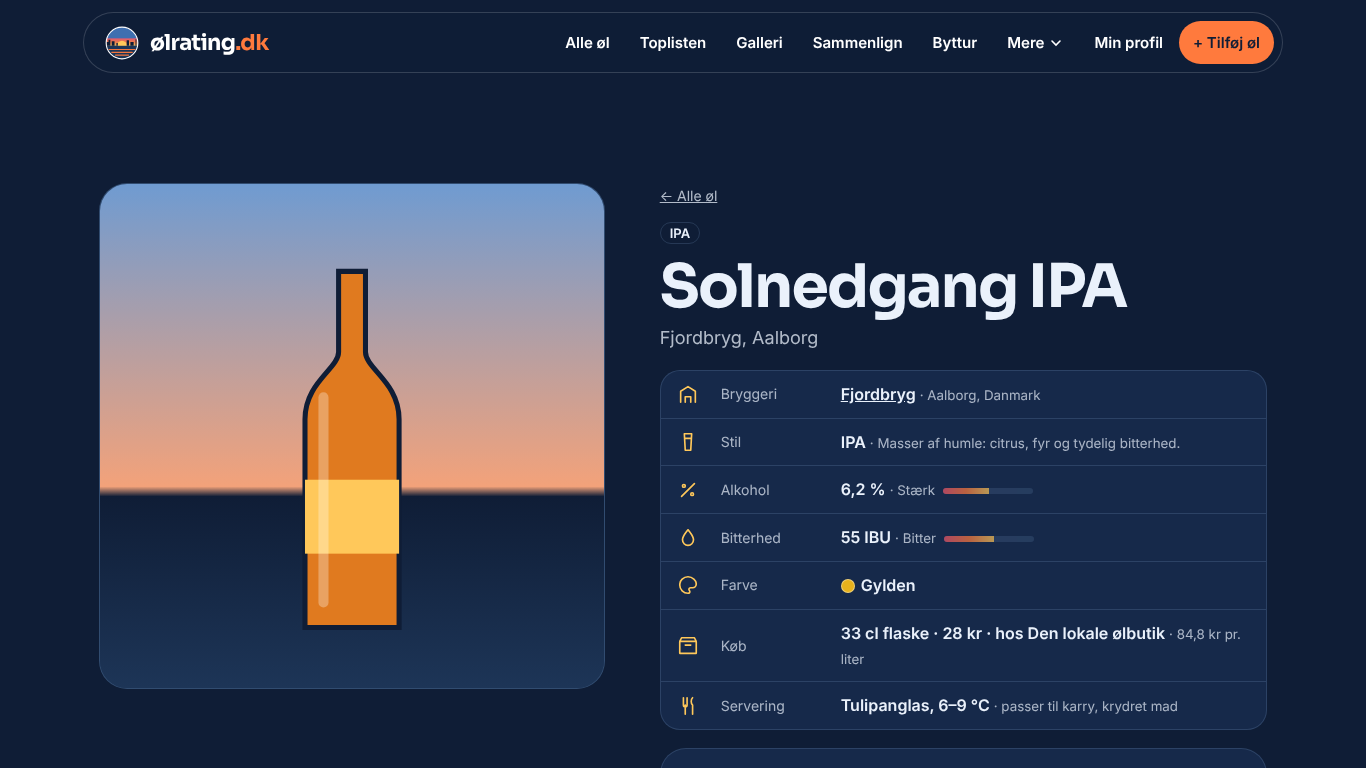 ølrating.dk
Alle øl
Toplisten
Galleri
Sammenlign
Byttur
Mere
Min profil
+ Tilføj øl
← Alle øl
IPA
Solnedgang IPA
Fjordbryg, Aalborg
Bryggeri
Fjordbryg · Aalborg, Danmark
Stil
IPA · Masser af humle: citrus, fyr og tydelig bitterhed.
Alkohol
6,2 % · Stærk
Bitterhed
55 IBU · Bitter
Farve
Gylden
Køb
33 cl flaske · 28 kr · hos Den lokale ølbutik · 84,8 kr pr.
liter
Servering
Tulipanglas, 6–9 °C · passer til karry, krydret mad